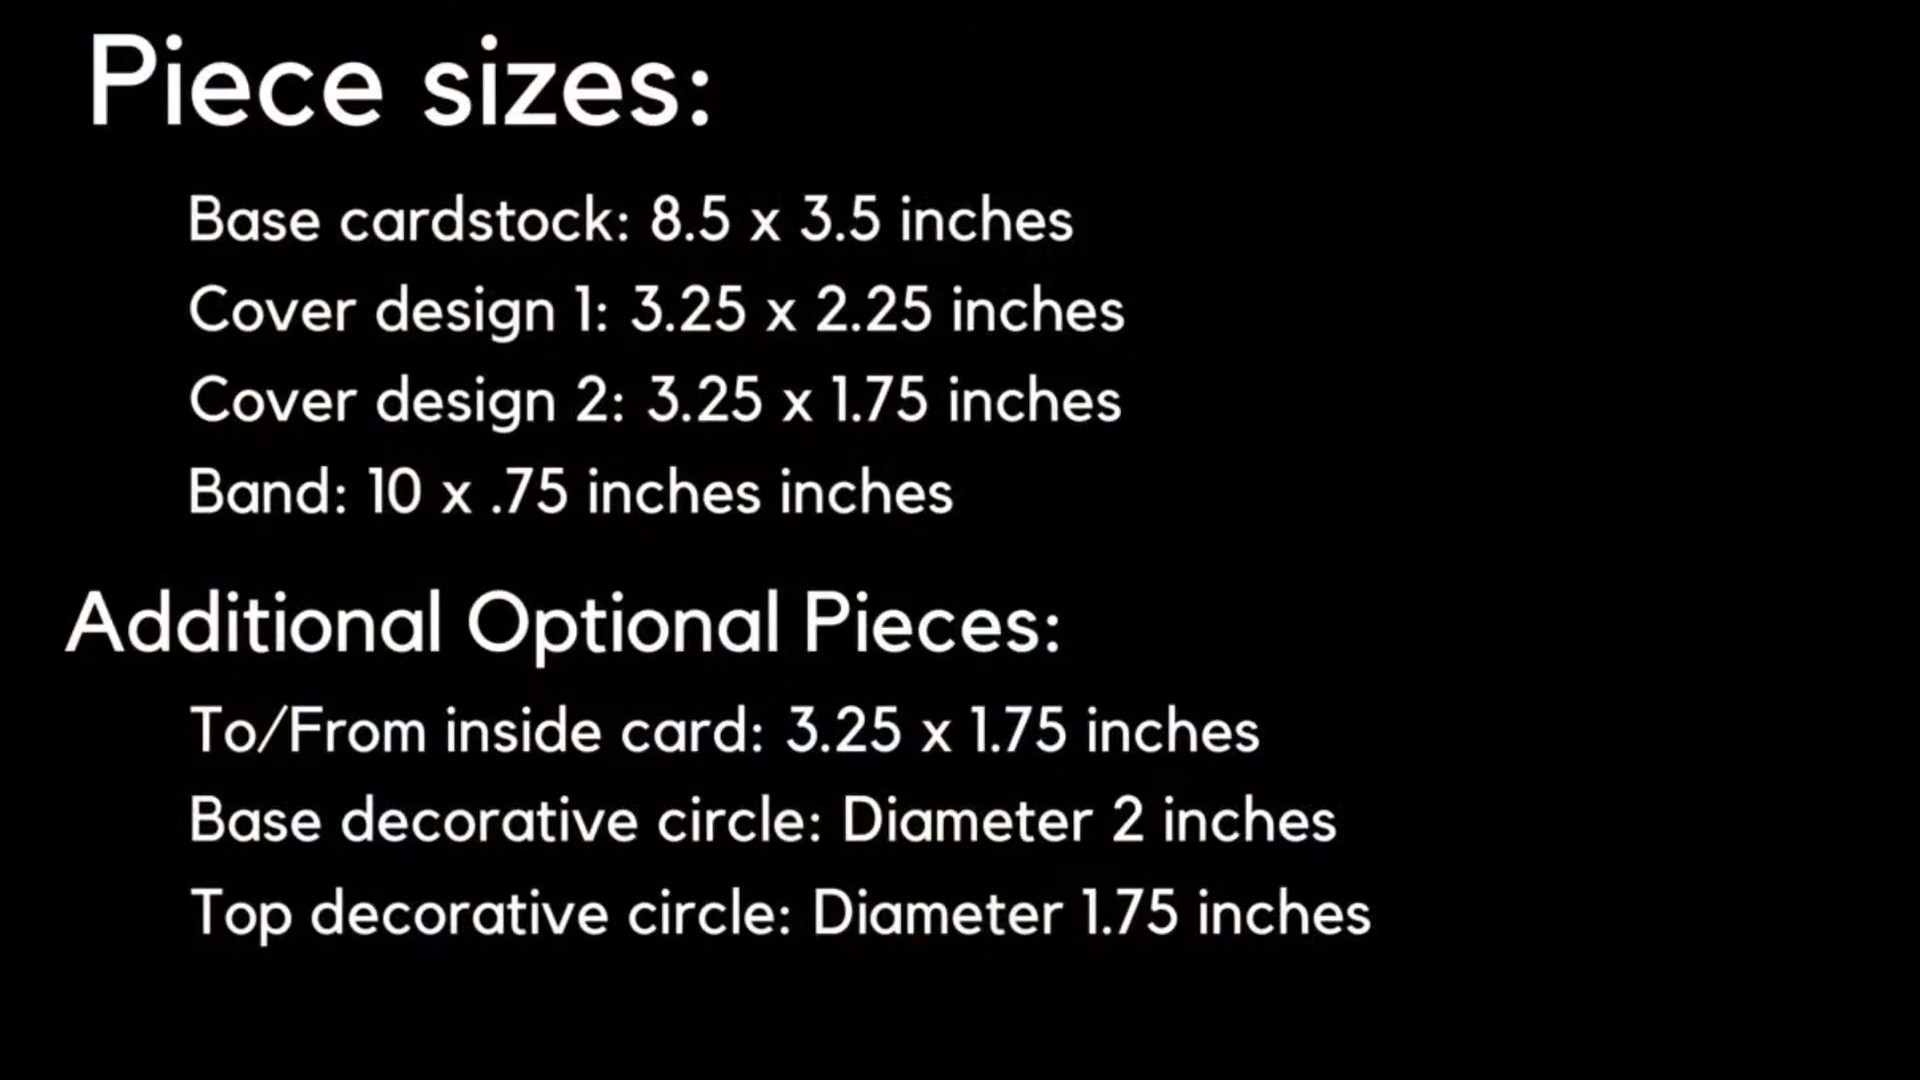 Piece sizes:
Base cardstock: 8.5 x 3.5 inches
Cover design 1: 3.25 x 2.25 inches
Cover design 2: 3.25 x 1.75 inches
Band: 10 x .75 inches inches
Additional Optional Pieces:
To/From inside card: 3.25 x 1.75 inches
Base decorative circle: Diameter 2 inches
Top decorative circle: Diameter 1.75 inches